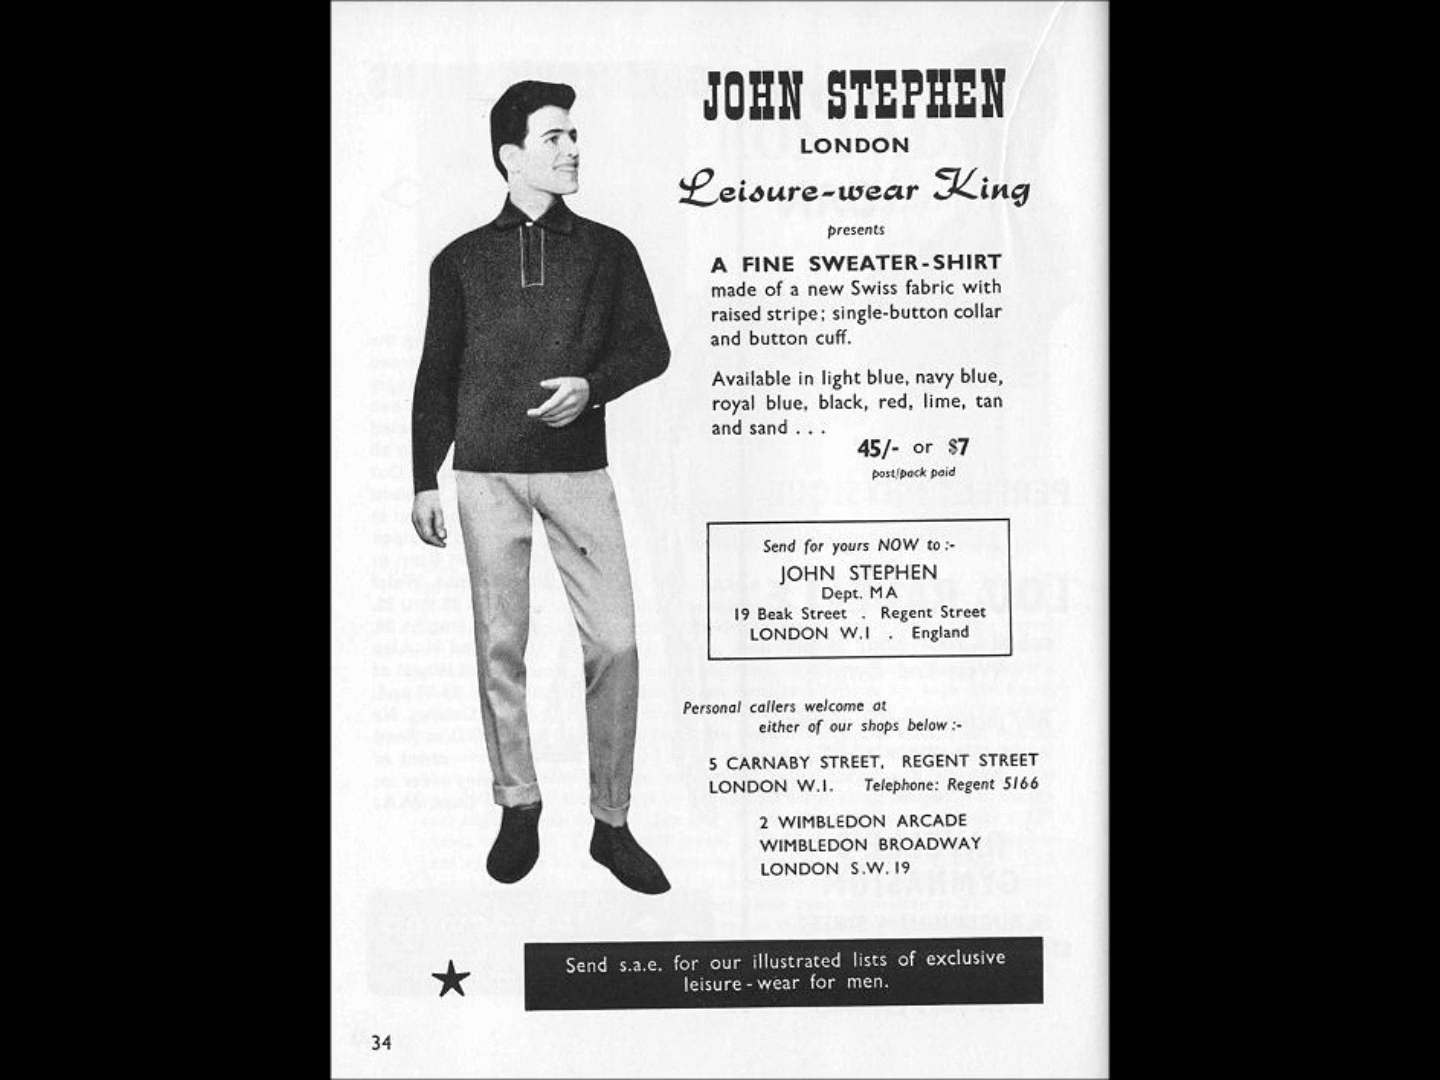 JOHN STEPHEN
LONDON
Leisure-wear King
presents
A FINE SWEATER-SHIRT
made of a new Swiss fabric with
raised stripe; single-button collar
and button cuff.
Available in light blue, navy blue,
royal blue, black, red, lime, tan
and sand . . .
45/- or $7
post/pack paid
Send for yours NOW to :-
JOHN STEPHEN
Dept. MA
19 Beak Street . Regent Street
LONDON W.1 . England
Personal callers welcome at
either of our shops below :-
5 CARNABY STREET, REGENT STREET
LONDON W.1. Telephone: Regent 5166
2 WIMBLEDON ARCADE
WIMBLEDON BROADWAY
LONDON S.W.19
Send s.a.e. for our illustrated lists of exclusive
leisure-wear for men.
34